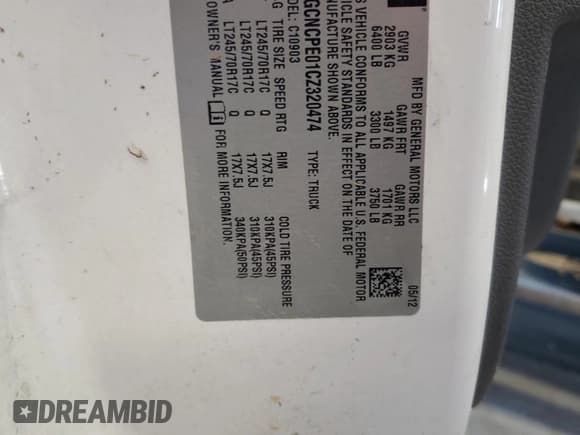 BY GENERAL MOTORS LLC
05/12
GVWR GAWR FRT GAWR RR
2903 KG 1497 KG 1701 KG
6400 LB 3300 LB 3750 LB
S VEHICLE CONFORMS TO ALL APPLICABLE U.S. FEDERAL MOTOR
VEHICLE SAFETY STANDARDS IN EFFECT ON THE DATE OF
MANUFACTURE SHOWN ABOVE.
GCNCPE01CZ320474 TYPE: TRUCK
MODEL: C10903
TIRE SIZE SPEED RTG RIM COLD TIRE PRESSURE
LT245/70R17C Q 17X7.5J 310KPA(45PSI)
LT245/70R17C Q 17X7.5J 310KPA(45PSI)
LT245/70R17C Q 17X7.5J 340KPA(50PSI)
OWNER'S MANUAL FOR INFORMATION
DREAMBID